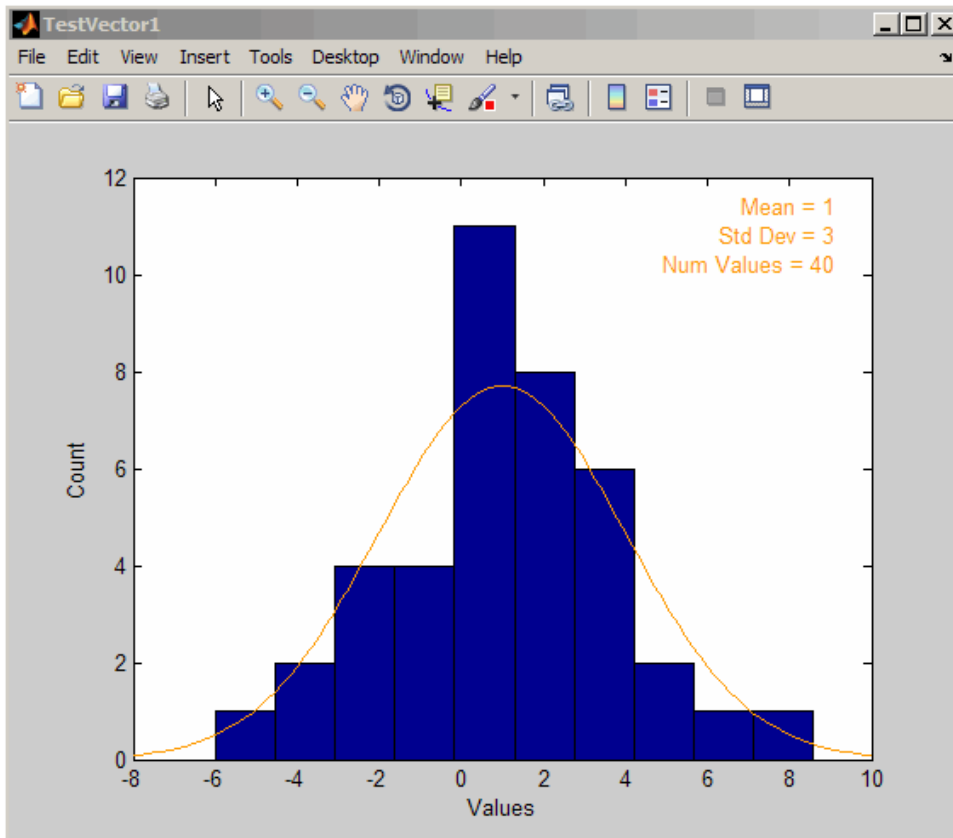 TestVector1
File Edit View Insert Tools Desktop Window Help
12
10
8
6
4
2
0
Count
Mean = 1
Std Dev = 3
Num Values = 40
-8 -6 -4 -2 0 2 4 6 8 10
Values